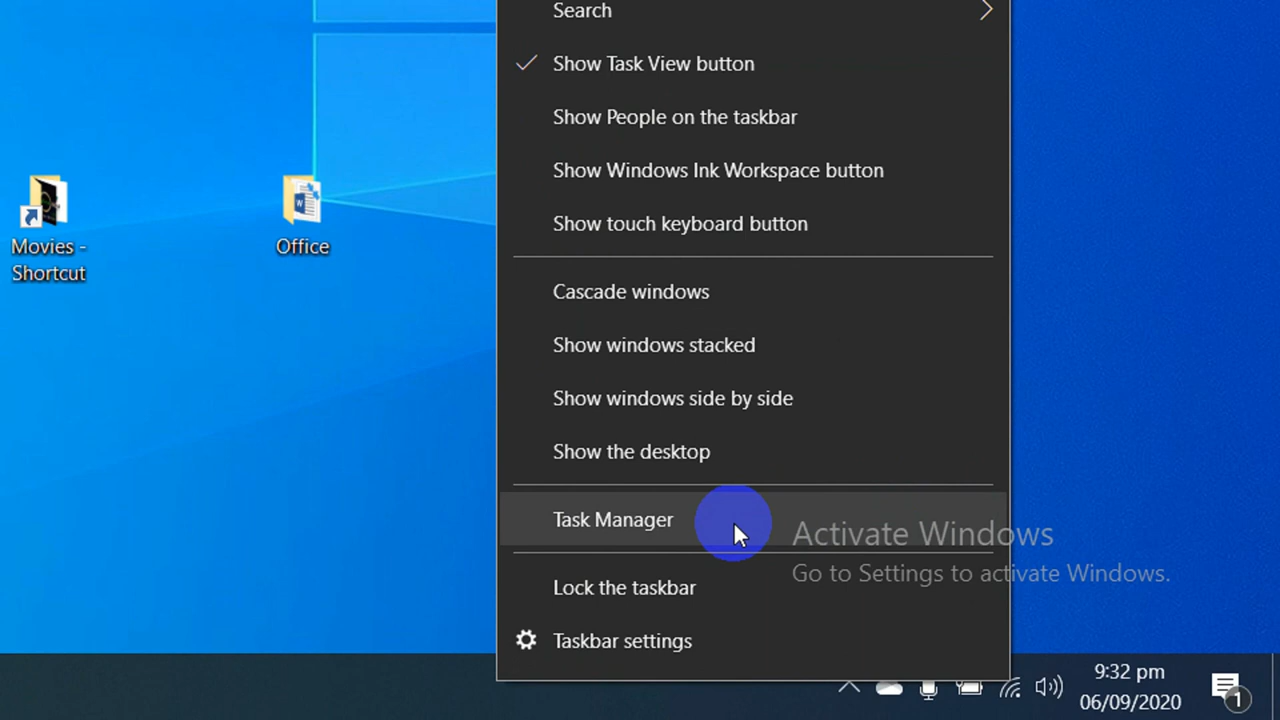 Search
Show Task View button
Show People on the taskbar
Show Windows Ink Workspace button
Show touch keyboard button
Cascade windows
Show windows stacked
Show windows side by side
Show the desktop
Task Manager
Lock the taskbar
Taskbar settings
Movies -
Shortcut
Office
Activate Windows
Go to Settings to activate Windows.
9:32 pm
06/09/2020
1